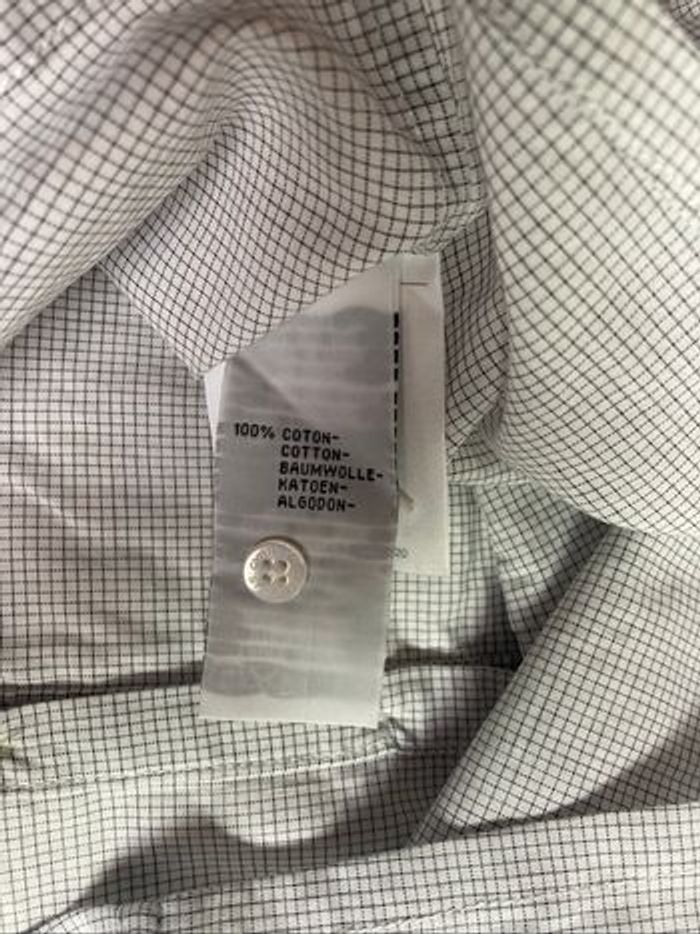 100% COTON-
COTTON-
BAUMWOLLE-
KATOEN-
ALGODON-